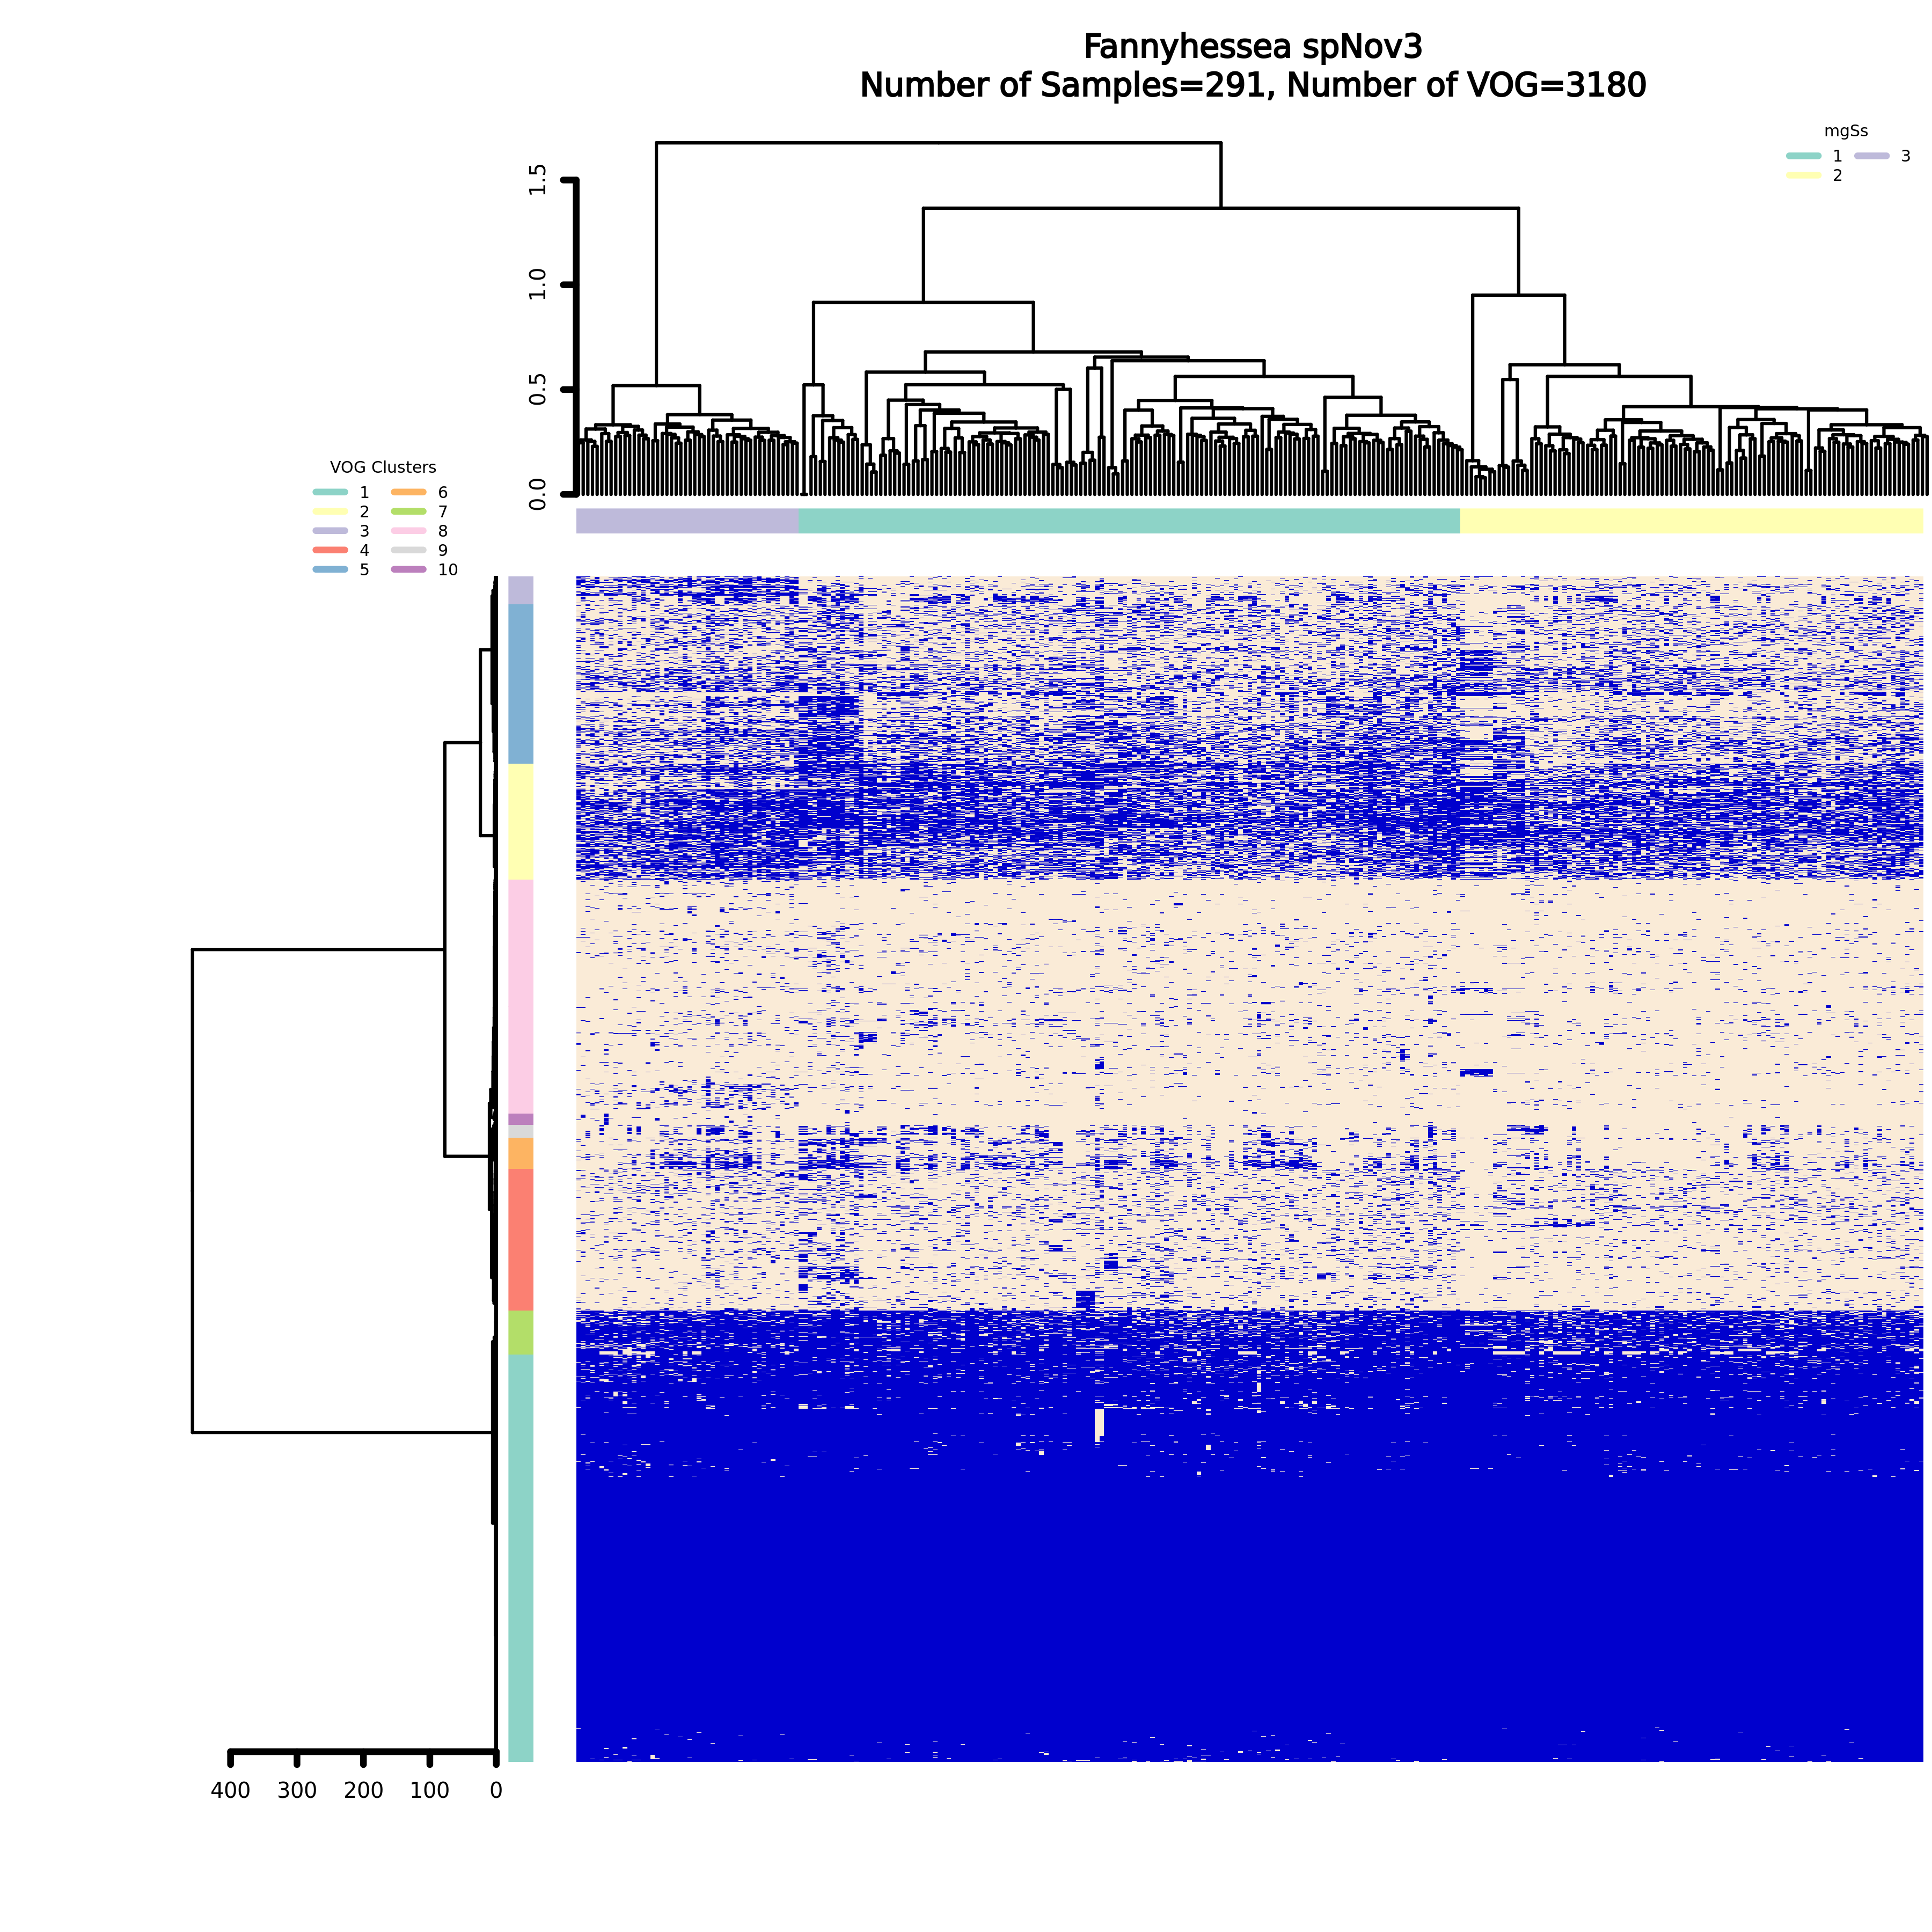 Fannyhessea spNov3
Number of Samples=291, Number of VOG=3180
mgSs
1 3
2
1.5
1.0
0.5
0.0
VOG Clusters
1 6
2 7
3 8
4 9
5 10
400 300 200 100 0